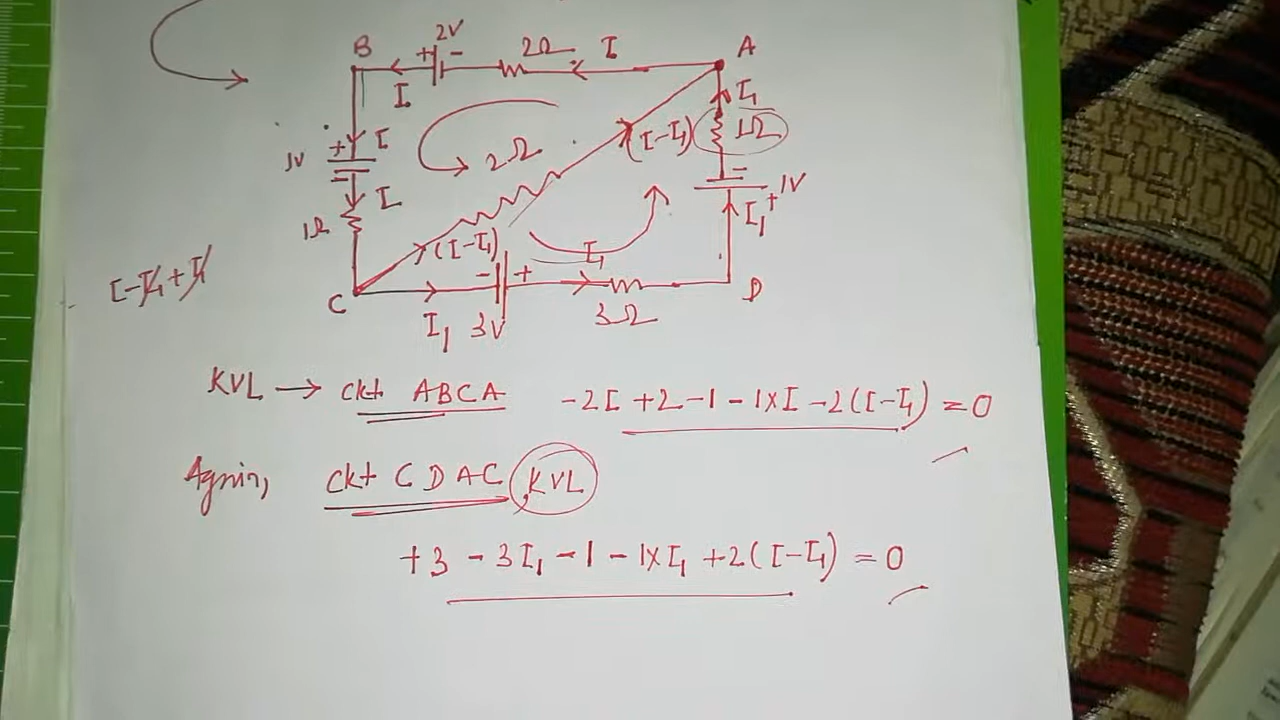 2V
B + - 2Ω I A
I
I₁
1V + I 2Ω (I-I₁) 1Ω
- I - 1V
+
1Ω (I-I₁) I₁ I₁
- +
I-I₁+I₁
C 3Ω D
I₁ 3V
KVL → Ckt ABCA -2I +2-1-1×I-2(I-I₁) =0
Again, Ckt CDAC KVL
+3 - 3I₁ - 1 - 1×I₁ +2(I-I₁) = 0